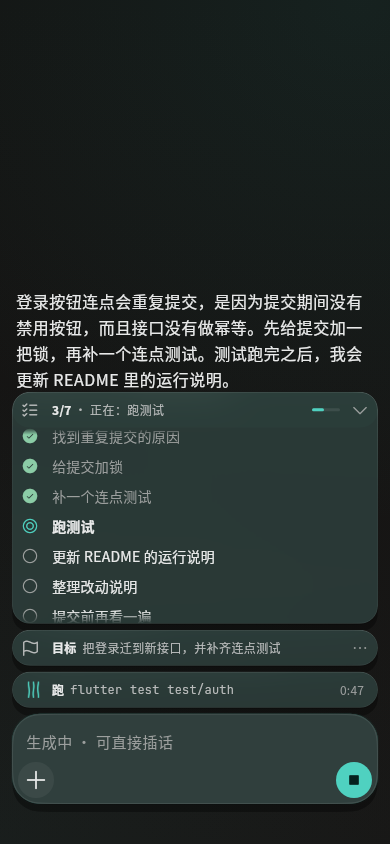 登录按钮连点会重复提交，是因为提交期间没有
禁用按钮，而且接口没有做幂等。先给提交加一
把锁，再补一个连点测试。测试跑完之后，我会
更新 README 里的运行说明。
3/7 · 正在：跑测试
找到重复提交的原因
给提交加锁
补一个连点测试
跑测试
更新 README 的运行说明
整理改动说明
提交前再看一遍
目标 把登录迁到新接口，并补齐连点测试 ···
跑 flutter test test/auth 0:47
生成中 · 可直接插话